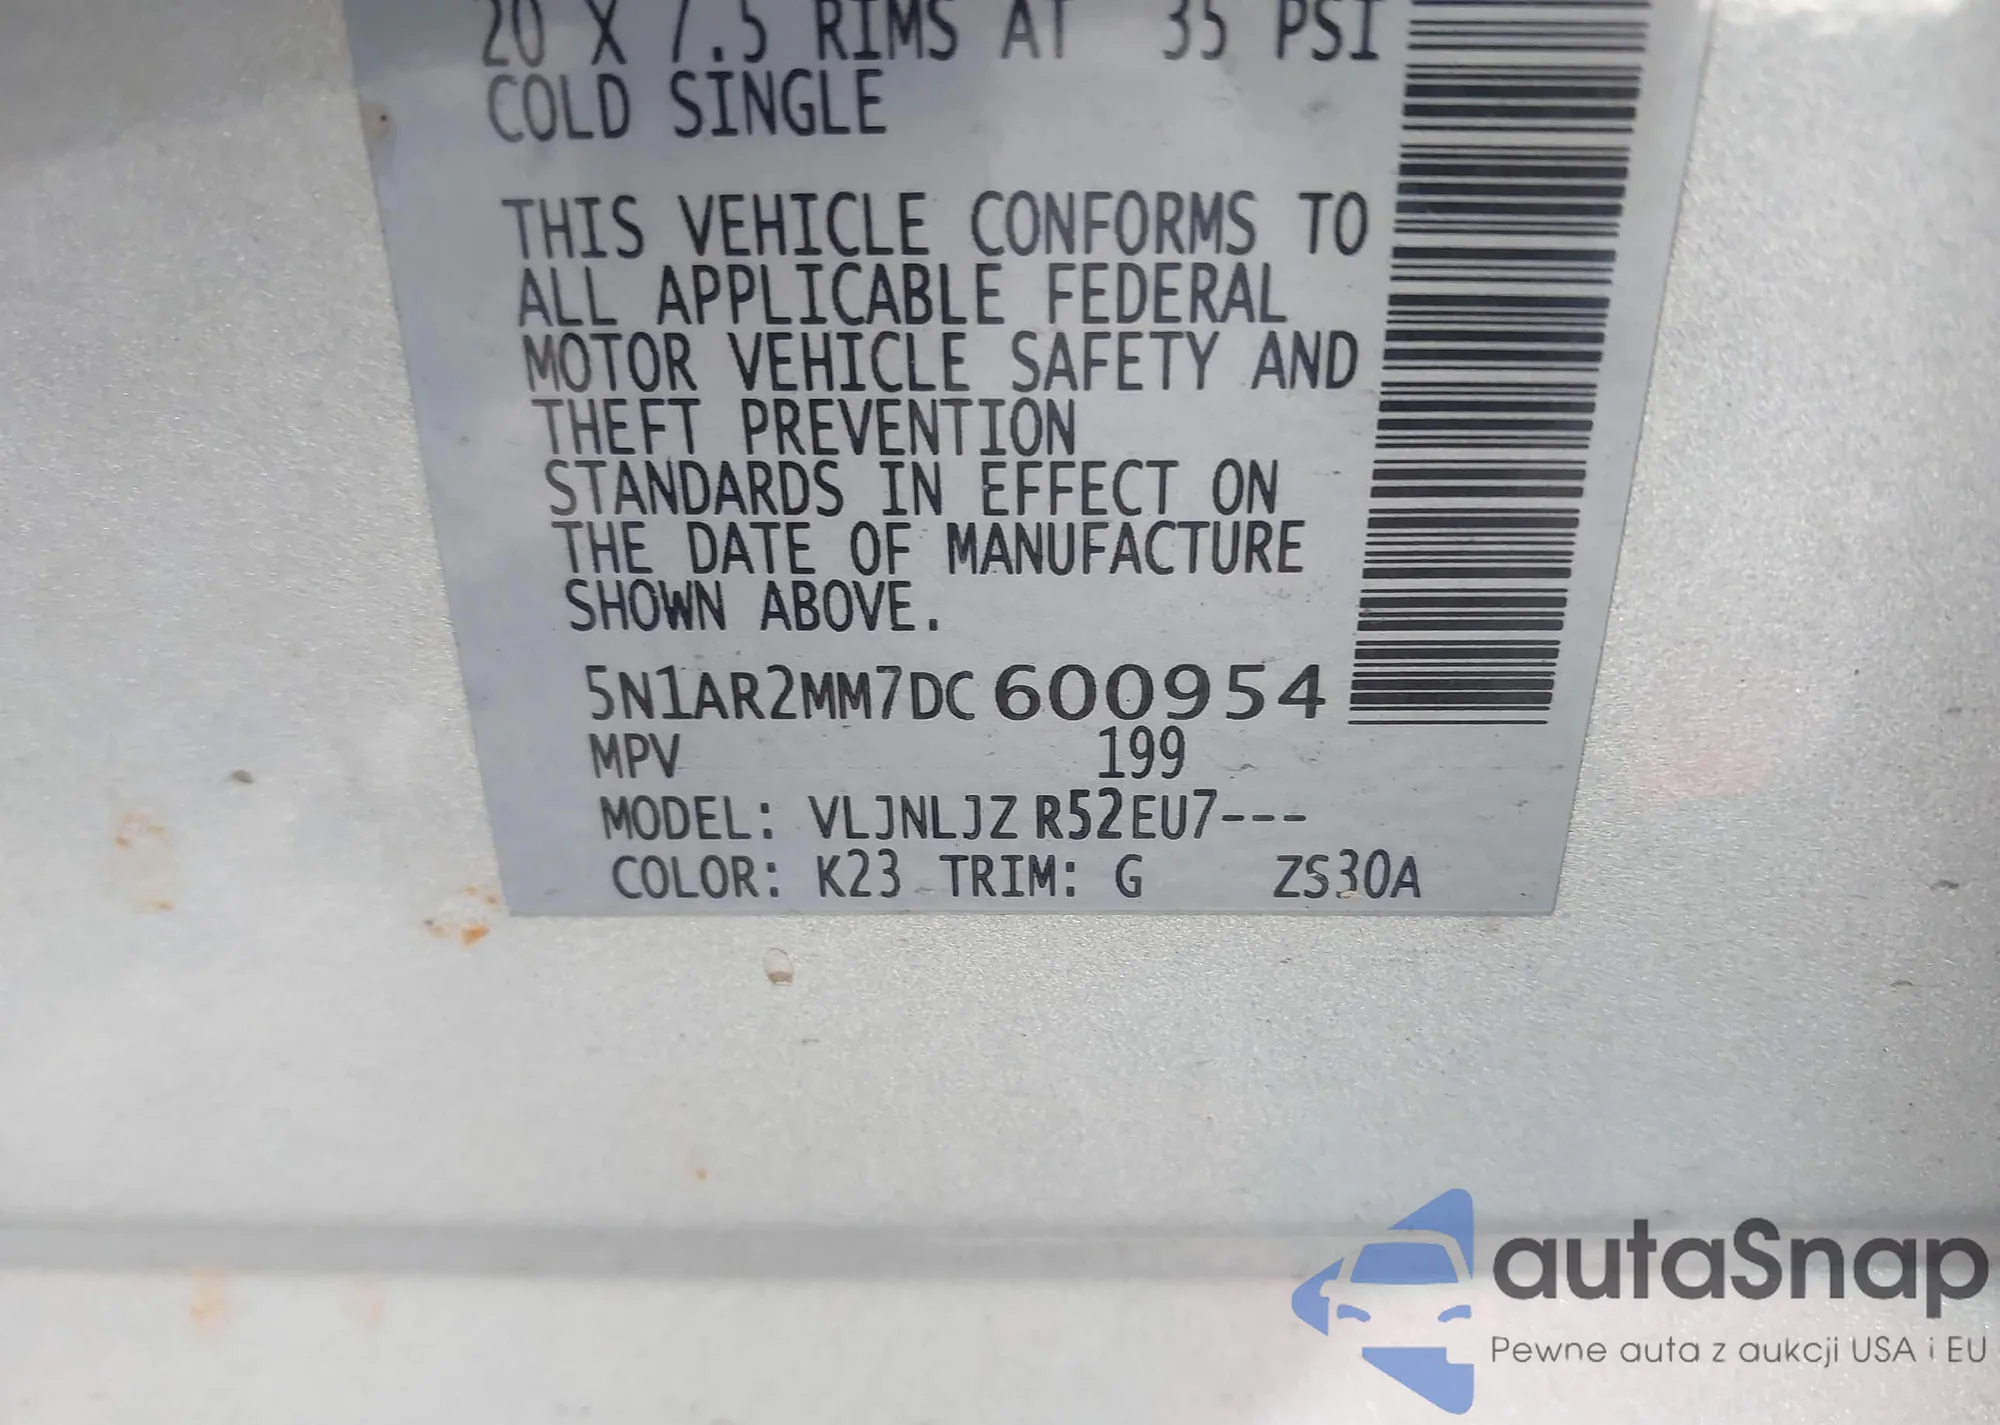 20 X 7.5 RIMS AT 35 PSI
COLD SINGLE
THIS VEHICLE CONFORMS TO
ALL APPLICABLE FEDERAL
MOTOR VEHICLE SAFETY AND
THEFT PREVENTION
STANDARDS IN EFFECT ON
THE DATE OF MANUFACTURE
SHOWN ABOVE.
5N1AR2MM7DC 600954
MPV 199
MODEL: VLJNLJZ R52EU7---
COLOR: K23 TRIM: G ZS30A
autaSnap
Pewne auta z aukcji USA i EU